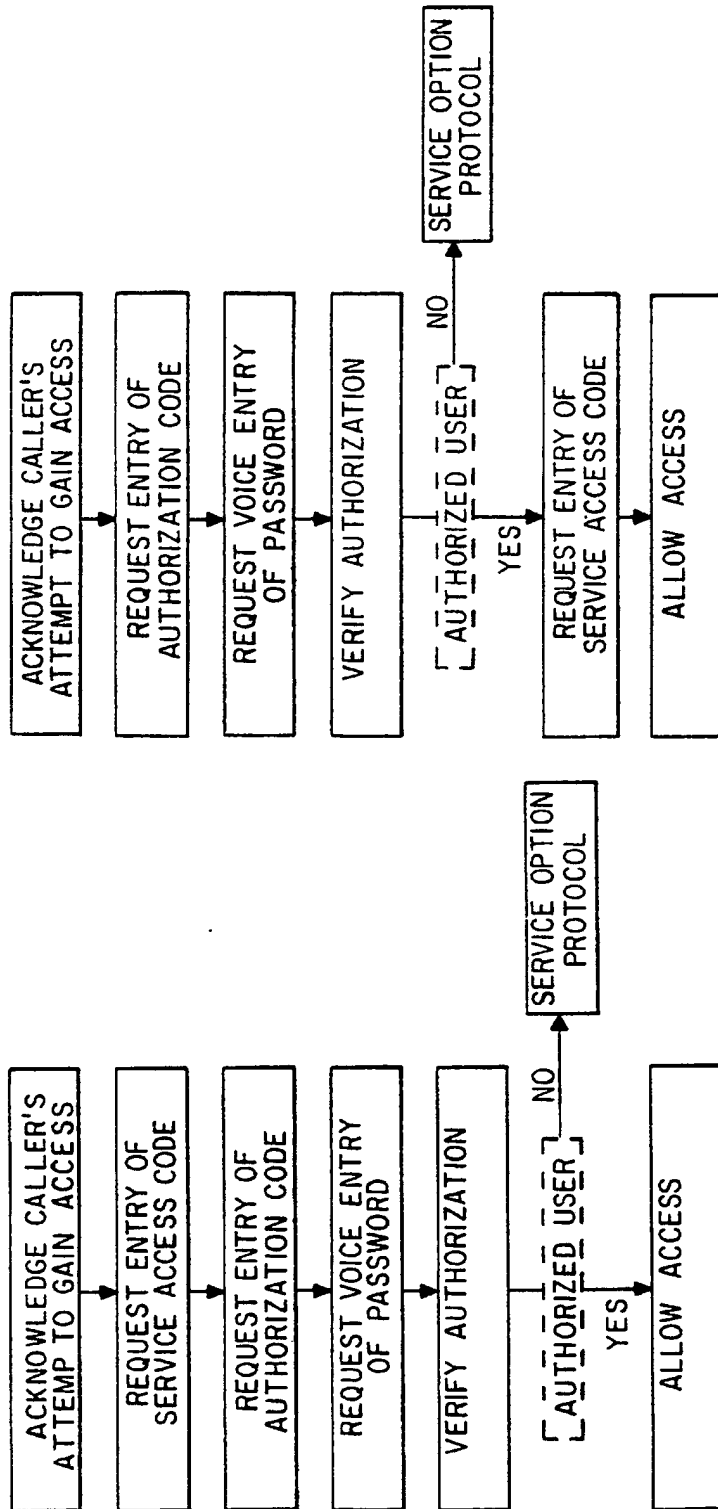 ACKNOWLEDGE CALLER'S
ATTEMP TO GAIN ACCESS
REQUEST ENTRY OF
SERVICE ACCESS CODE
REQUEST ENTRY OF
AUTHORIZATION CODE
REQUEST VOICE ENTRY
OF PASSWORD
VERIFY AUTHORIZATION
AUTHORIZED USER
NO
SERVICE OPTION
PROTOCOL
YES
ALLOW ACCESS
ACKNOWLEDGE CALLER'S
ATTEMPT TO GAIN ACCESS
REQUEST ENTRY OF
AUTHORIZATION CODE
REQUEST VOICE ENTRY
OF PASSWORD
VERIFY AUTHORIZATION
AUTHORIZED USER
NO
SERVICE OPTION
PROTOCOL
YES
REQUEST ENTRY OF
SERVICE ACCESS CODE
ALLOW ACCESS